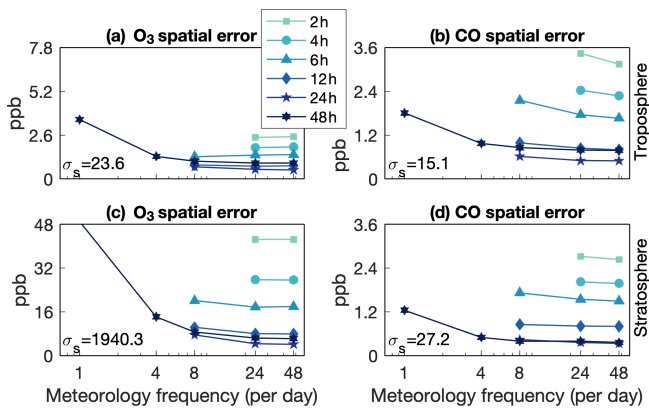 (a) O₃ spatial error
(b) CO spatial error
2h
4h
6h
12h
24h
48h
7.8
5.2
2.6
0
ppb
σs=23.6
3.6
2.4
1.2
0
ppb
σs=15.1
Troposphere
(c) O₃ spatial error
(d) CO spatial error
48
32
16
0
ppb
σs=1940.3
3.6
2.4
1.2
0
ppb
σs=27.2
Stratosphere
1 4 8 24 48
1 4 8 24 48
Meteorology frequency (per day)
Meteorology frequency (per day)